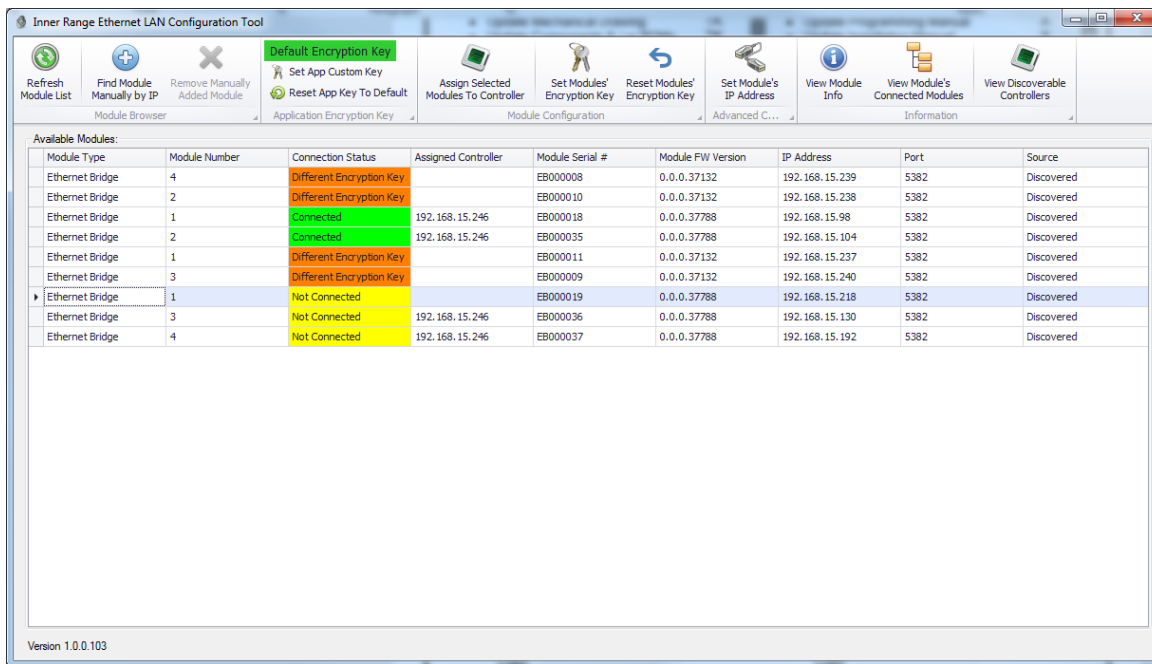 Inner Range Ethernet LAN Configuration Tool
Refresh Module List
Find Module Manually by IP
Remove Manually Added Module
Module Browser
Default Encryption Key
Set App Custom Key
Reset App Key To Default
Application Encryption Key
Assign Selected Modules To Controller
Set Modules' Encryption Key
Reset Modules' Encryption Key
Module Configuration
Set Module's IP Address
Advanced C...
View Module Info
View Module's Connected Modules
View Discoverable Controllers
Information
Available Modules:
Module Type Module Number Connection Status Assigned Controller Module Serial # Module FW Version IP Address Port Source
Ethernet Bridge 4 Different Encryption Key EB000008 0.0.0.37132 192.168.15.239 5382 Discovered
Ethernet Bridge 2 Different Encryption Key EB000010 0.0.0.37132 192.168.15.238 5382 Discovered
Ethernet Bridge 1 Connected 192.168.15.246 EB000018 0.0.0.37788 192.168.15.98 5382 Discovered
Ethernet Bridge 2 Connected 192.168.15.246 EB000035 0.0.0.37788 192.168.15.104 5382 Discovered
Ethernet Bridge 1 Different Encryption Key EB000011 0.0.0.37132 192.168.15.237 5382 Discovered
Ethernet Bridge 3 Different Encryption Key EB000009 0.0.0.37132 192.168.15.240 5382 Discovered
Ethernet Bridge 1 Not Connected EB000019 0.0.0.37788 192.168.15.218 5382 Discovered
Ethernet Bridge 3 Not Connected 192.168.15.246 EB000036 0.0.0.37788 192.168.15.130 5382 Discovered
Ethernet Bridge 4 Not Connected 192.168.15.246 EB000037 0.0.0.37788 192.168.15.192 5382 Discovered
Version 1.0.0.103